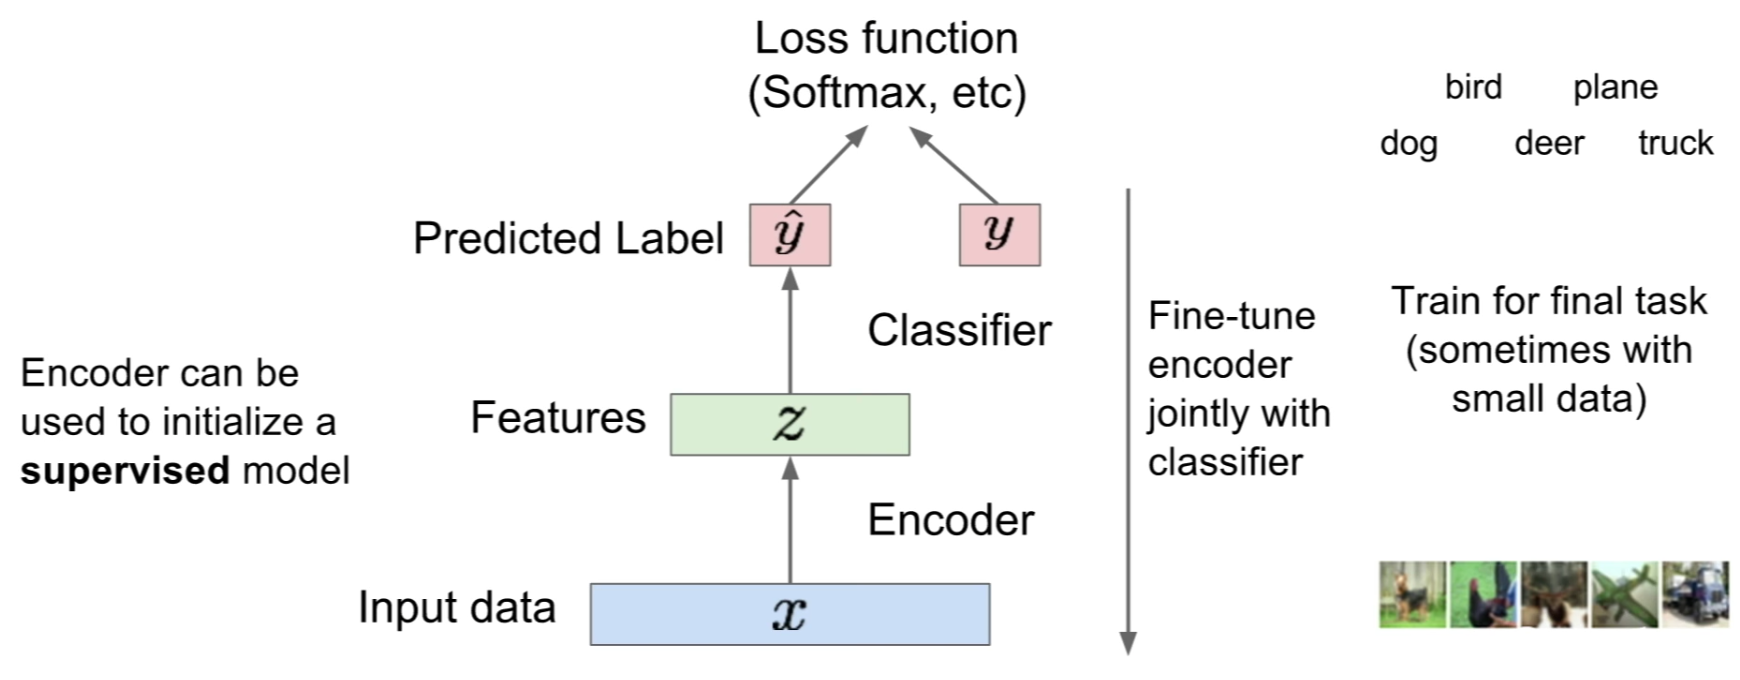 Loss function
(Softmax, etc)
bird plane
dog deer truck
Predicted Label
ŷ
y
Classifier
Fine-tune
encoder
jointly with
classifier
Train for final task
(sometimes with
small data)
Encoder can be
used to initialize a
supervised model
Features
z
Encoder
Input data
x